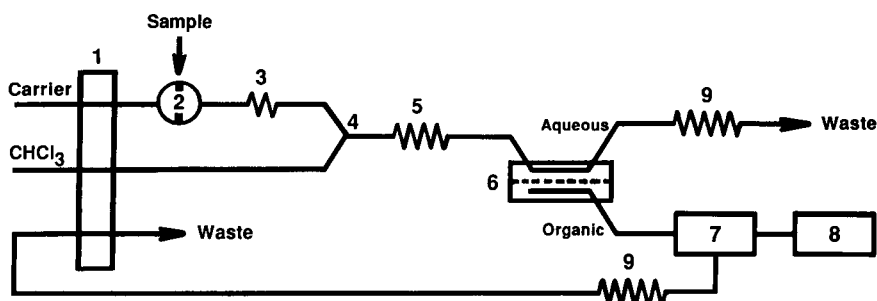 Sample
1
3
Carrier
2
5
9
4
Aqueous
Waste
CHCl3
6
Waste
Organic
7
8
9